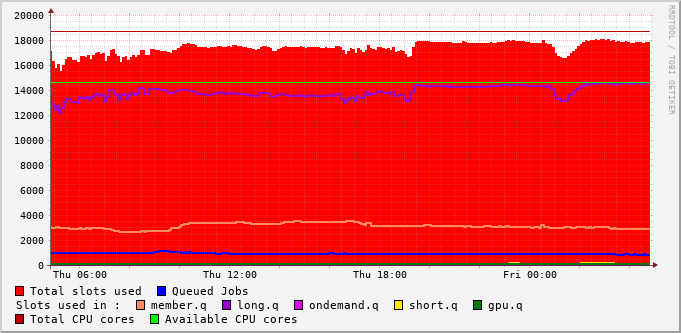 20000
18000
16000
14000
12000
10000
8000
6000
4000
2000
0
Thu 06:00 Thu 12:00 Thu 18:00 Fri 00:00
RRDTOOL / TOBI OETIKER
Total slots used Queued Jobs
Slots used in : member.q long.q ondemand.q short.q gpu.q
Total CPU cores Available CPU cores